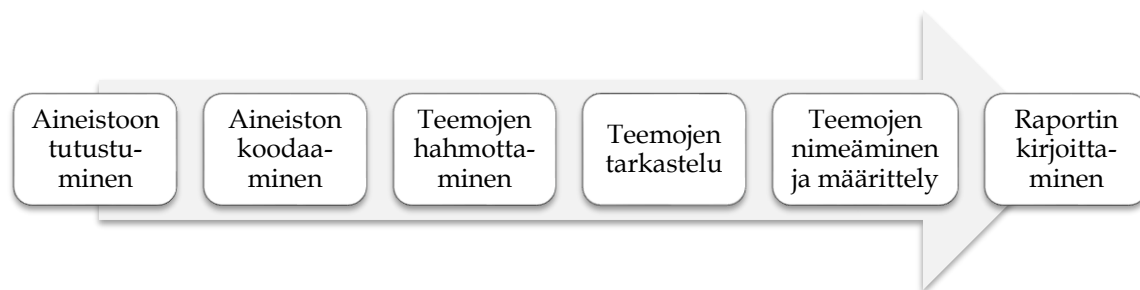 Aineistoon
tutustu-
minen
Aineiston
koodaa-
minen
Teemojen
hahmotta-
minen
Teemojen
tarkastelu
Teemojen
nimeäminen
ja määrittely
Raportin
kirjoitta-
minen